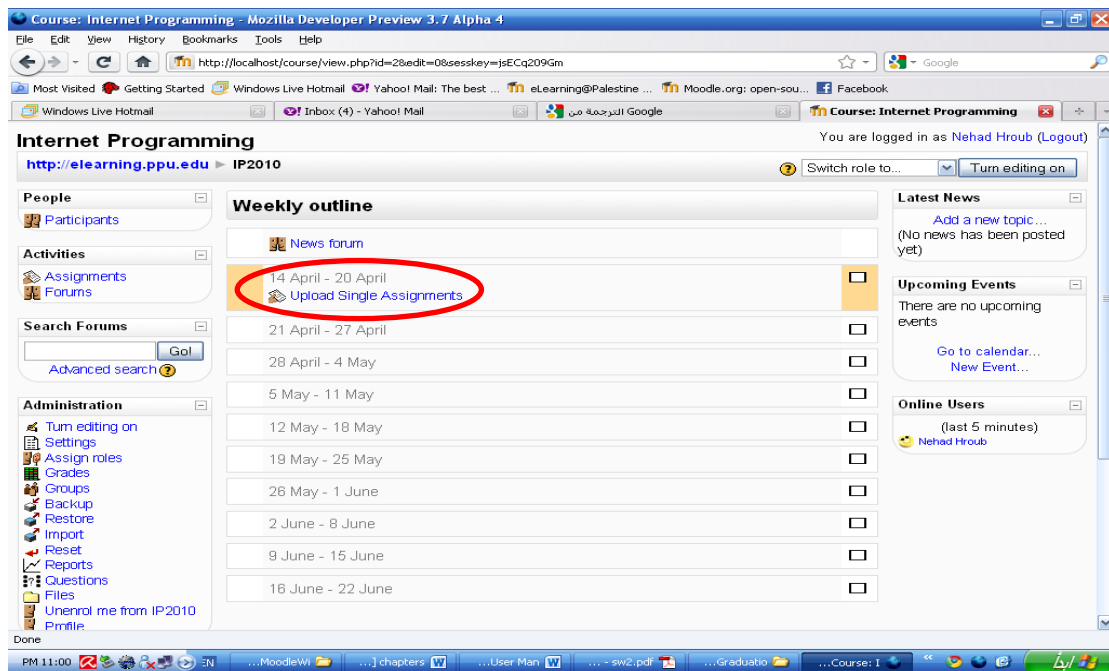 Course: Internet Programming - Mozilla Developer Preview 3.7 Alpha 4
File Edit View History Bookmarks Tools Help
http://localhost/course/view.php?id=2&edit=0&sesskey=jsECq209Gm
Google
Most Visited Getting Started Windows Live Hotmail Yahoo! Mail: The best ... eLearning@Palestine ... Moodle.org: open-sou... Facebook
Windows Live Hotmail Inbox (4) - Yahoo! Mail الترجمة من Google Course: Internet Programming
Internet Programming
You are logged in as Nehad Hroub (Logout)
http://elearning.ppu.edu ► IP2010
Switch role to... Turn editing on
People
Participants
Activities
Assignments
Forums
Search Forums
Go!
Advanced search
Administration
Turn editing on
Settings
Assign roles
Grades
Groups
Backup
Restore
Import
Reset
Reports
Questions
Files
Unenrol me from IP2010
Profile
Weekly outline
News forum
14 April - 20 April
Upload Single Assignments
21 April - 27 April
28 April - 4 May
5 May - 11 May
12 May - 18 May
19 May - 25 May
26 May - 1 June
2 June - 8 June
9 June - 15 June
16 June - 22 June
Latest News
Add a new topic...
(No news has been posted
yet)
Upcoming Events
There are no upcoming
events
Go to calendar...
New Event...
Online Users
(last 5 minutes)
Nehad Hroub
Done
PM 11:00 EN ...MoodleWi ...] chapters ...User Man ... - sw2.pdf ...Graduatio ...Course: I « ابدأ